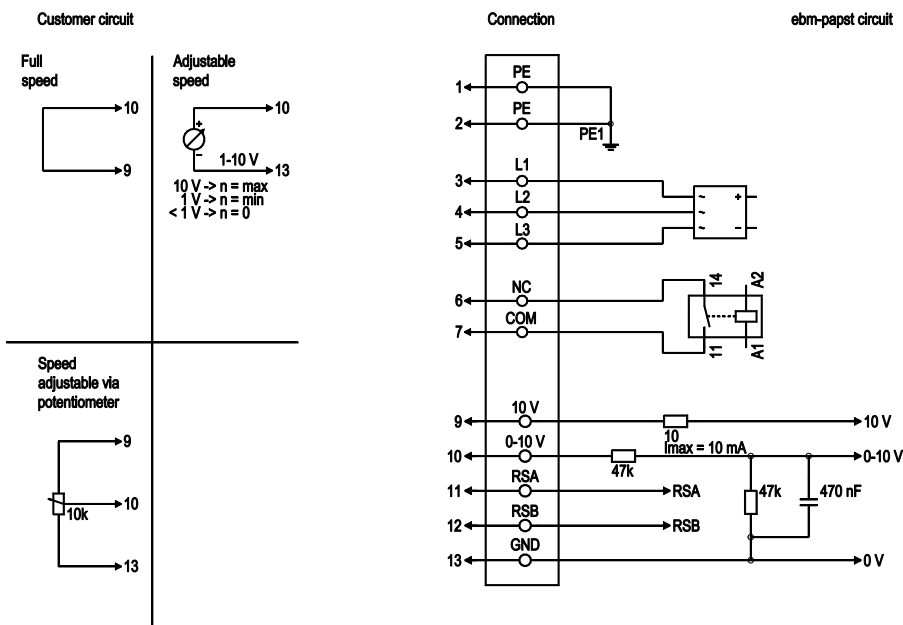 Customer circuit
Connection
ebm-papst circuit
Full
speed
10
9
Adjustable
speed
10
+
−
1-10 V
13
10 V -> n = max
1 V -> n = min
< 1 V -> n = 0
Speed
adjustable via
potentiometer
9
10
10k
13
1
PE
2
PE
PE1
3
L1
~
+
4
L2
~
5
L3
~
−
6
NC
14
A2
7
COM
11
A1
9
10 V
10
Imax = 10 mA
10 V
10
0-10 V
47k
0-10 V
11
RSA
RSA
47k
470 nF
12
RSB
RSB
13
GND
0 V